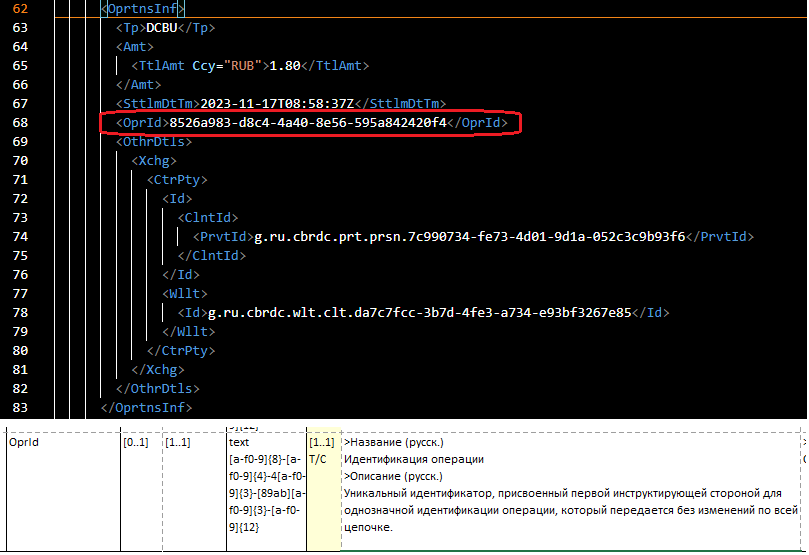 62 <OprtnsInf>
63 <Tp>DCBU</Tp>
64 <Amt>
65 <TtlAmt Ccy="RUB">1.80</TtlAmt>
66 </Amt>
67 <SttlmDtTm>2023-11-17T08:58:37Z</SttlmDtTm>
68 <OprId>8526a983-d8c4-4a40-8e56-595a842420f4</OprId>
69 <OthrDtls>
70 <Xchg>
71 <CtrPty>
72 <Id>
73 <ClntId>
74 <PrvtId>g.ru.cbrdc.prt.prsn.7c990734-fe73-4d01-9d1a-052c3c9b93f6</PrvtId>
75 </ClntId>
76 </Id>
77 <Wllt>
78 <Id>g.ru.cbrdc.wlt.clt.da7c7fcc-3b7d-4fe3-a734-e93bf3267e85</Id>
79 </Wllt>
80 </CtrPty>
81 </Xchg>
82 </OthrDtls>
83 </OprtnsInf>
OprId
[0..1]
[1..1]
text
[a-f0-9]{8}-[a-
f0-9]{4}-4[a-f0-
9]{3}-[89ab][a-
f0-9]{3}-[a-f0-
9]{12}
[1..1]
Т/С
>Название (русск.)
Идентификация операции
>Описание (русск.)
Уникальный идентификатор, присвоенный первой инструктирующей стороной для
однозначной идентификации операции, который передается без изменений по всей
цепочке.